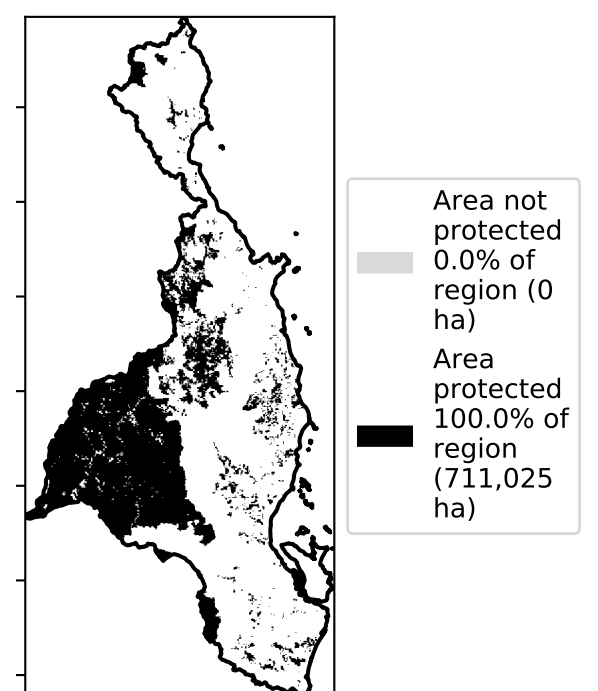 Area not
protected
0.0% of
region (0
ha)
Area
protected
100.0% of
region
(711,025
ha)